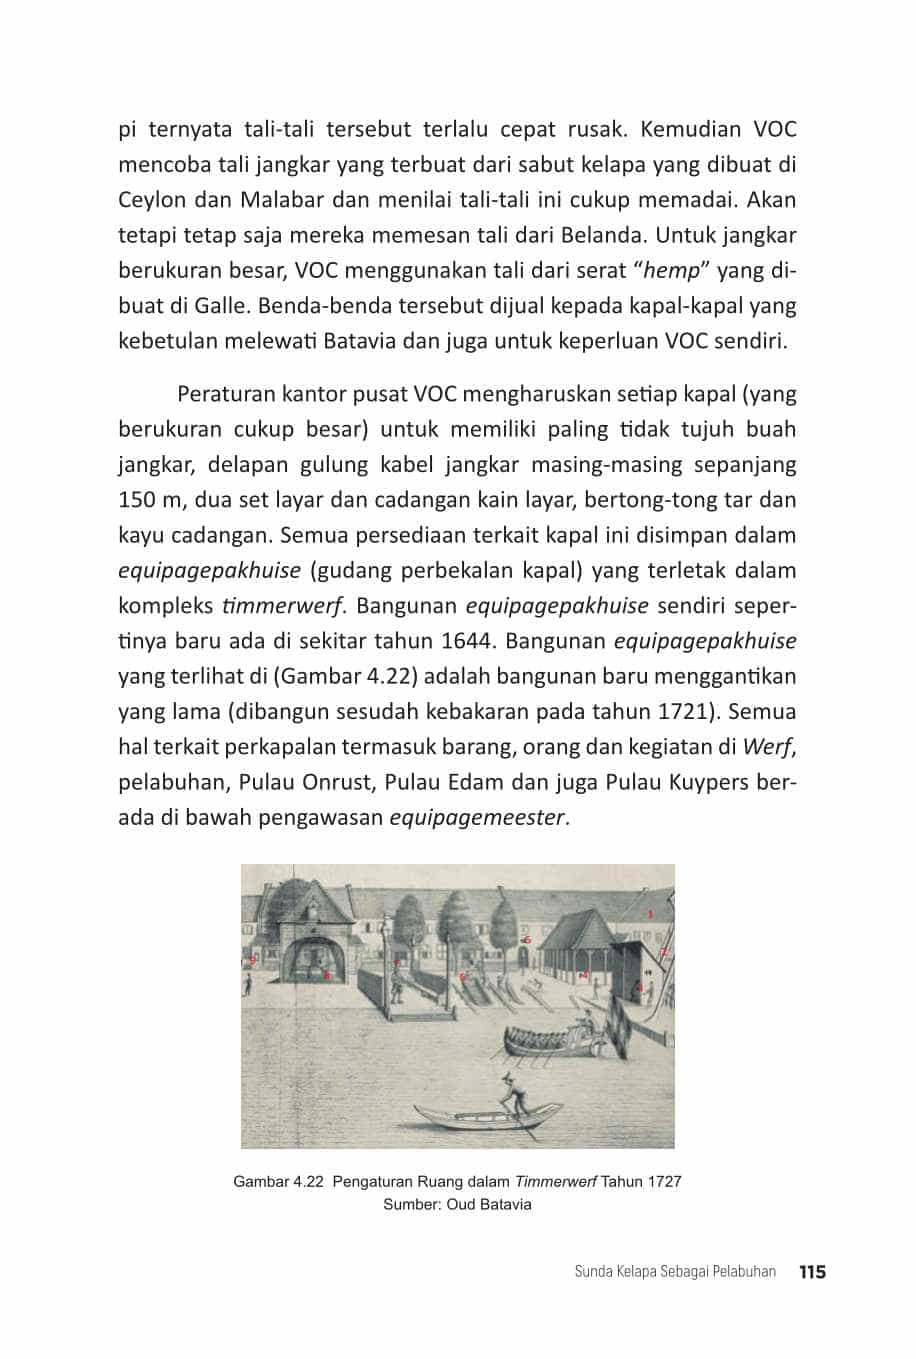 pi ternyata tali-tali tersebut terlalu cepat rusak. Kemudian VOC
mencoba tali jangkar yang terbuat dari sabut kelapa yang dibuat di
Ceylon dan Malabar dan menilai tali-tali ini cukup memadai. Akan
tetapi tetap saja mereka memesan tali dari Belanda. Untuk jangkar
berukuran besar, VOC menggunakan tali dari serat “hemp” yang di-
buat di Galle. Benda-benda tersebut dijual kepada kapal-kapal yang
kebetulan melewati Batavia dan juga untuk keperluan VOC sendiri.
Peraturan kantor pusat VOC mengharuskan setiap kapal (yang
berukuran cukup besar) untuk memiliki paling tidak tujuh buah
jangkar, delapan gulung kabel jangkar masing-masing sepanjang
150 m, dua set layar dan cadangan kain layar, bertong-tong tar dan
kayu cadangan. Semua persediaan terkait kapal ini disimpan dalam
equipagepakhuise (gudang perbekalan kapal) yang terletak dalam
kompleks timmerwerf. Bangunan equipagepakhuise sendiri seper-
tinya baru ada di sekitar tahun 1644. Bangunan equipagepakhuise
yang terlihat di (Gambar 4.22) adalah bangunan baru menggantikan
yang lama (dibangun sesudah kebakaran pada tahun 1721). Semua
hal terkait perkapalan termasuk barang, orang dan kegiatan di Werf,
pelabuhan, Pulau Onrust, Pulau Edam dan juga Pulau Kuypers ber-
ada di bawah pengawasan equipagemeester.
1
2
6
4
Gambar 4.22 Pengaturan Ruang dalam Timmerwerf Tahun 1727
Sumber: Oud Batavia
Sunda Kelapa Sebagai Pelabuhan 115